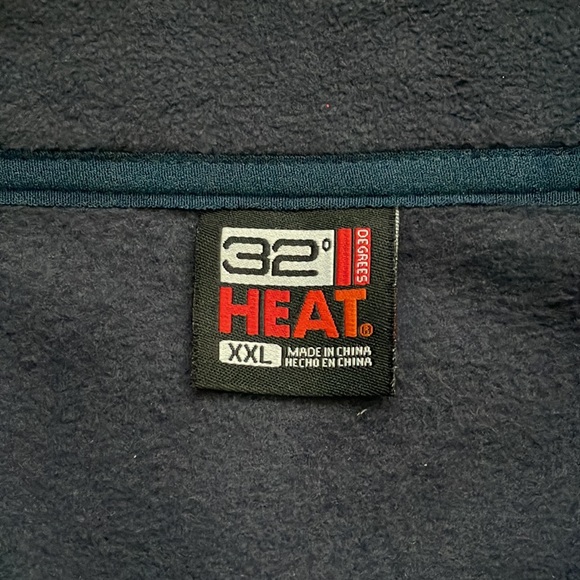 32° DEGREES
HEAT®
XXL MADE IN CHINA
HECHO EN CHINA